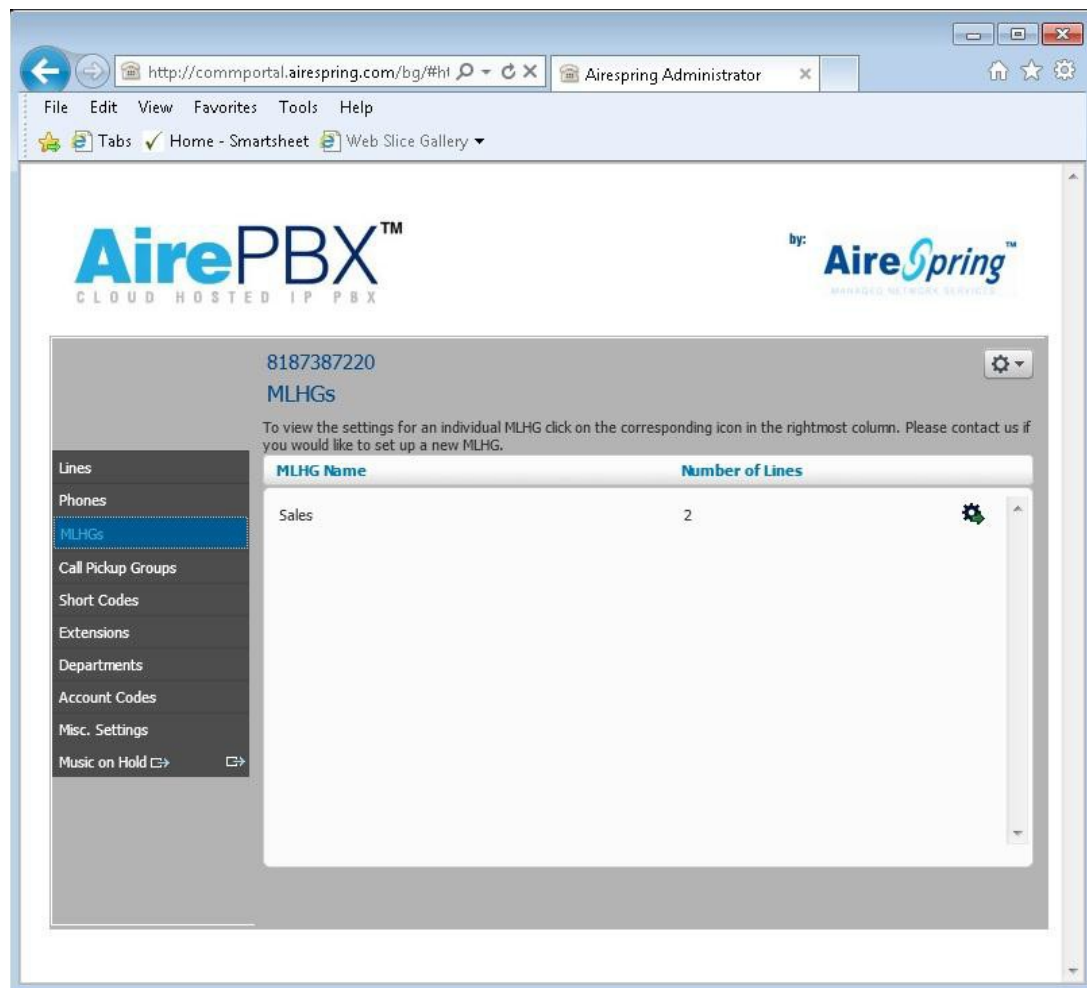 http://commportal.airespring.com/bg/#ht
Airespring Administrator
File Edit View Favorites Tools Help
Tabs Home - Smartsheet Web Slice Gallery
AirePBX™
CLOUD HOSTED IP PBX
by:
AireSpring™
MANAGED NETWORK SERVICES
8187387220
MLHGs
To view the settings for an individual MLHG click on the corresponding icon in the rightmost column. Please contact us if
you would like to set up a new MLHG.
MLHG Name Number of Lines
Sales 2
Lines
Phones
MLHGs
Call Pickup Groups
Short Codes
Extensions
Departments
Account Codes
Misc. Settings
Music on Hold